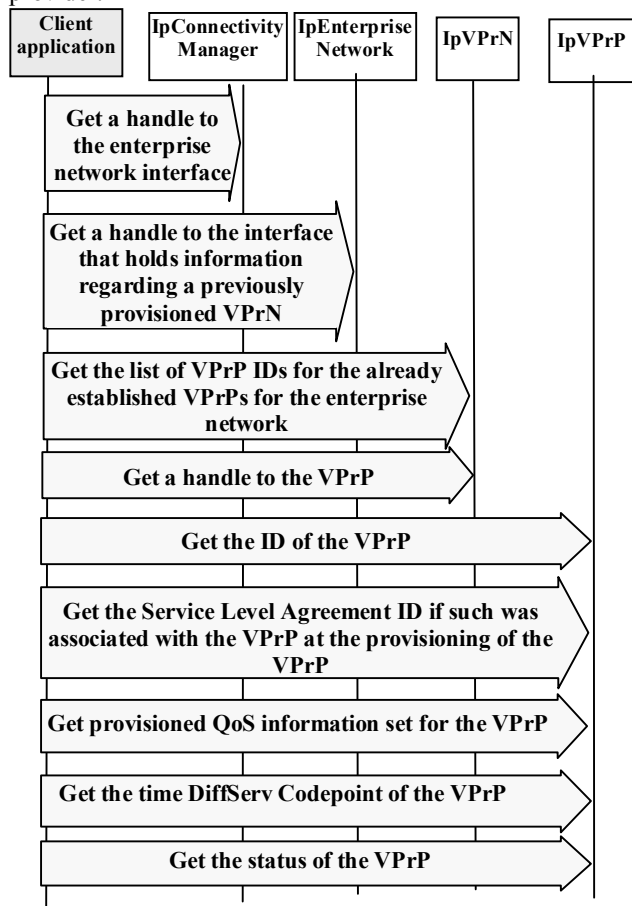 Client
application
IpConnectivity
Manager
IpEnterprise
Network
IpVPrN
IpVPrP
Get a handle to
the enterprise
network interface
Get a handle to the interface
that holds information
regarding a previously
provisioned VPrN
Get the list of VPrP IDs for the already
established VPrPs for the enterprise
network
Get a handle to the VPrP
Get the ID of the VPrP
Get the Service Level Agreement ID if such was
associated with the VPrP at the provisioning of the
VPrP
Get provisioned QoS information set for the VPrP
Get the time DiffServ Codepoint of the VPrP
Get the status of the VPrP